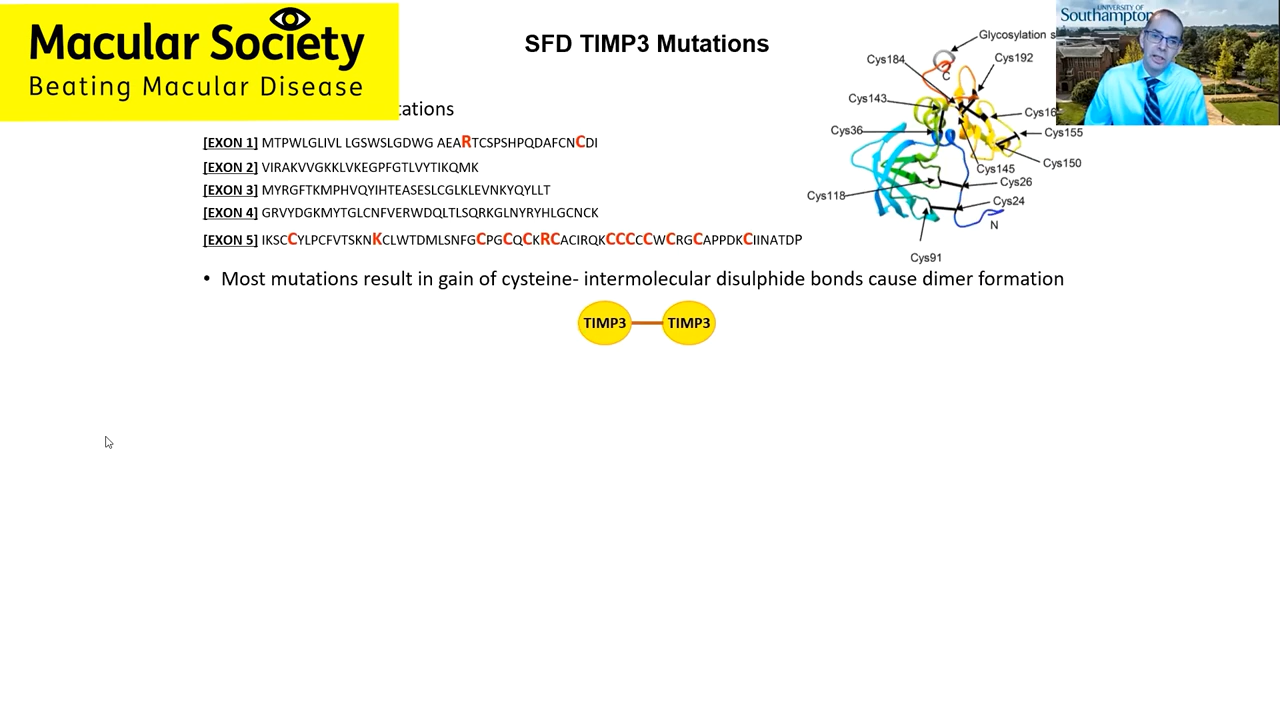 Macular Society
Beating Macular Disease
SFD TIMP3 Mutations
UNIVERSITY OF
Southampton
[EXON 1] MTPWLGLIVL LGSWSLGDWG AEARTCSPSHPQDAFCNCDI
[EXON 2] VIRAKVVGKKLVKEGPFGTLVYTIKQMK
[EXON 3] MYRGFTKMPHVQYIHTEASESLCGLKLEVNKYQYLLT
[EXON 4] GRVYDGKMYTGLCNFVERWDQLTLSQRKGLNYRYHLGCNCK
[EXON 5] IKSCCYLPCFVTSKNKCLWTDMLSNFGCPGCQCKRCACIRQKCCCCCWCRGCAPPDKCIINATDP
Glycosylation
Cys184
C
Cys192
Cys143
Cys36
Cys155
Cys150
Cys145
Cys26
Cys118
Cys24
N
Cys91
• Most mutations result in gain of cysteine- intermolecular disulphide bonds cause dimer formation
TIMP3 TIMP3